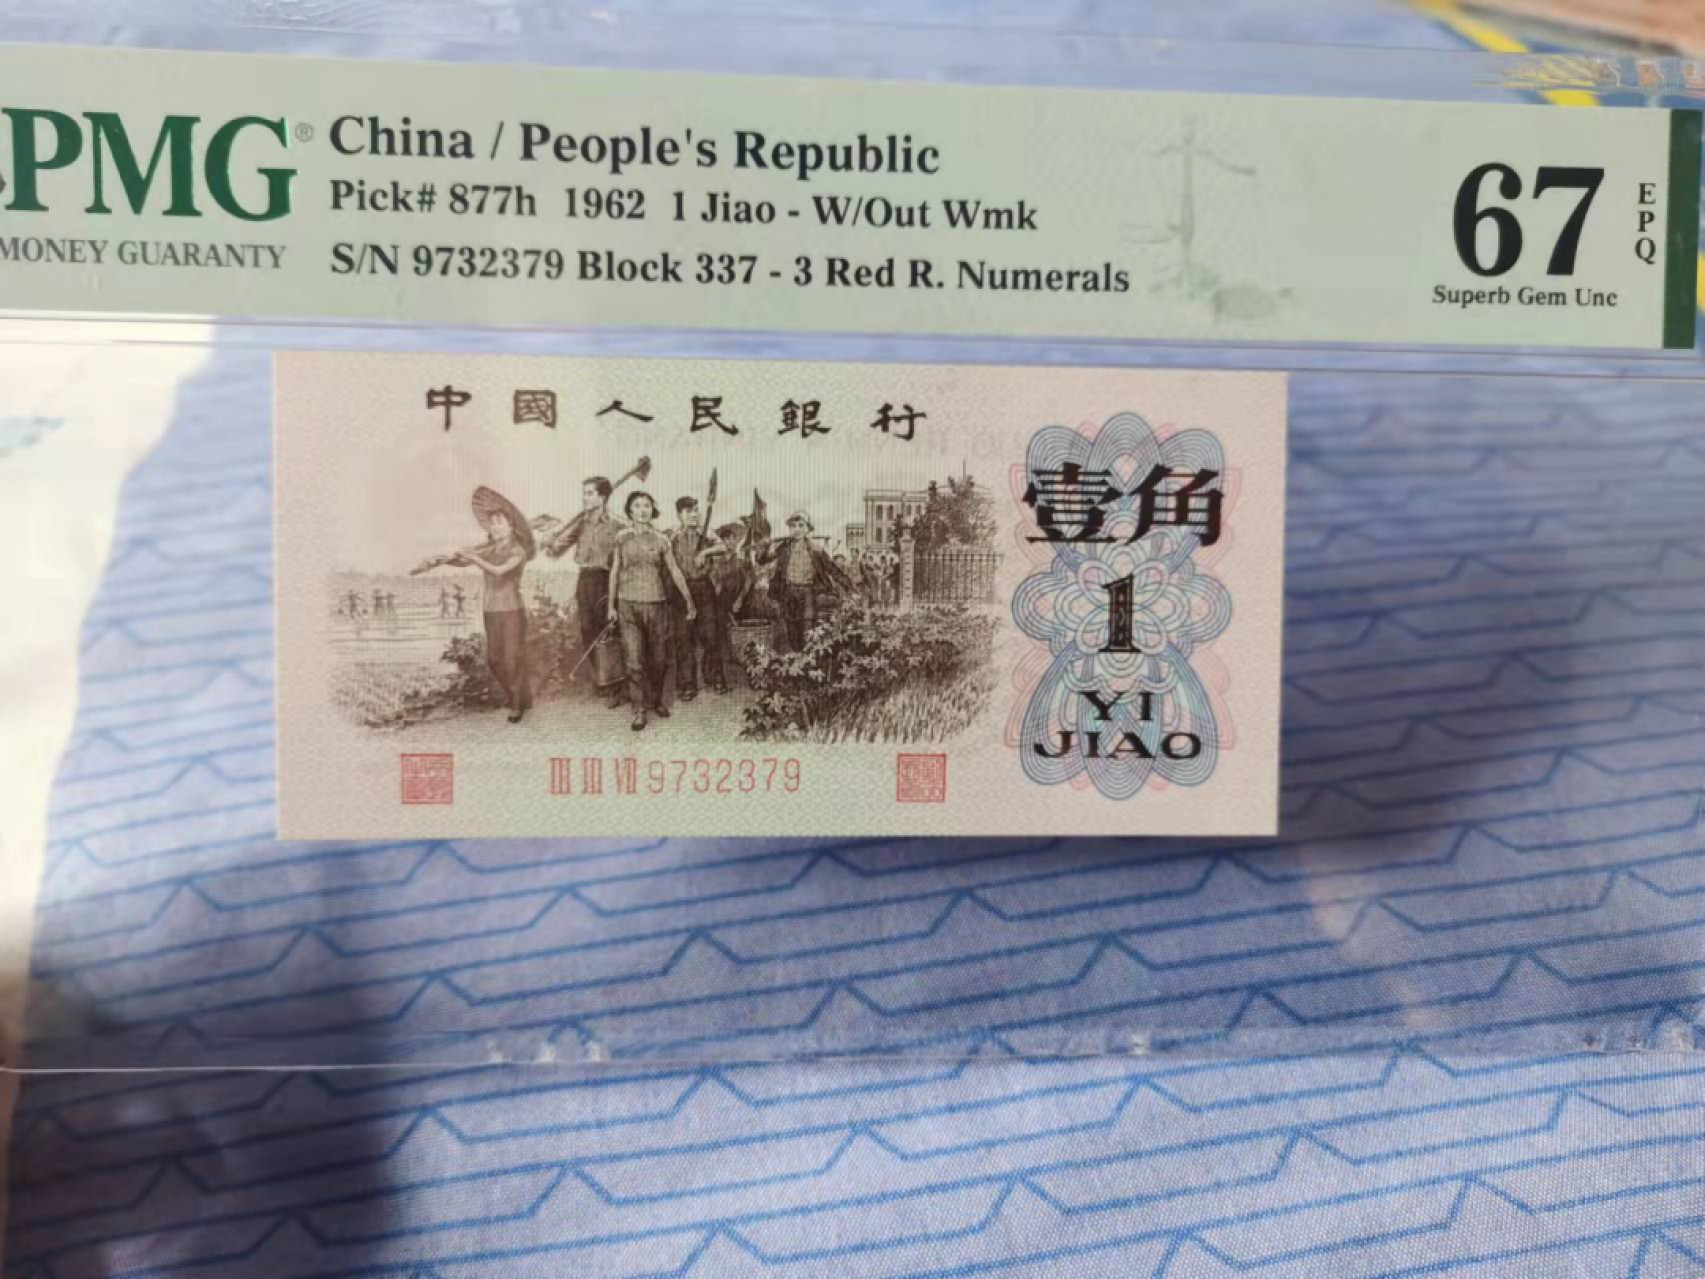 PMG® China / People's Republic
Pick# 877h 1962 1 Jiao - W/Out Wmk
MONEY GUARANTY S/N 9732379 Block 337 - 3 Red R. Numerals
67 EPQ
Superb Gem Unc
中國人民銀行
壹角
1
YI
JIAO
III III VII 9732379